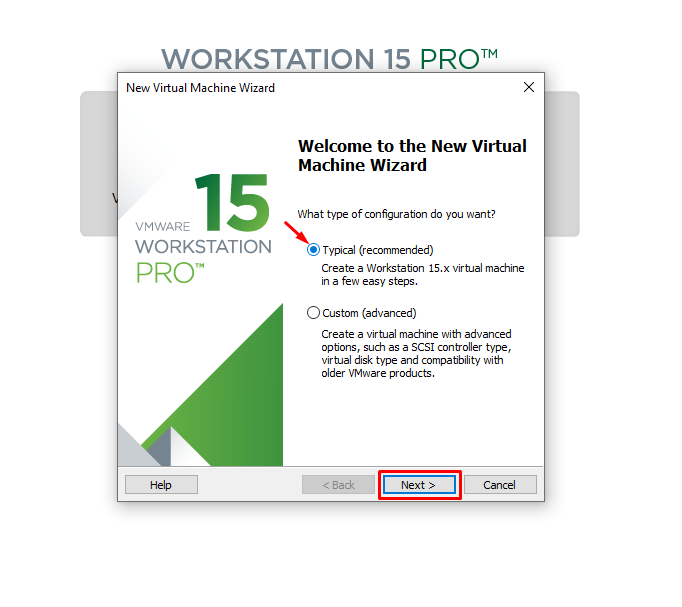 WORKSTATION 15 PRO™
New Virtual Machine Wizard
Welcome to the New Virtual
Machine Wizard
15
VMWARE
WORKSTATION
PRO™
What type of configuration do you want?
Typical (recommended)
Create a Workstation 15.x virtual machine
in a few easy steps.
Custom (advanced)
Create a virtual machine with advanced
options, such as a SCSI controller type,
virtual disk type and compatibility with
older VMware products.
Help
< Back
Next >
Cancel